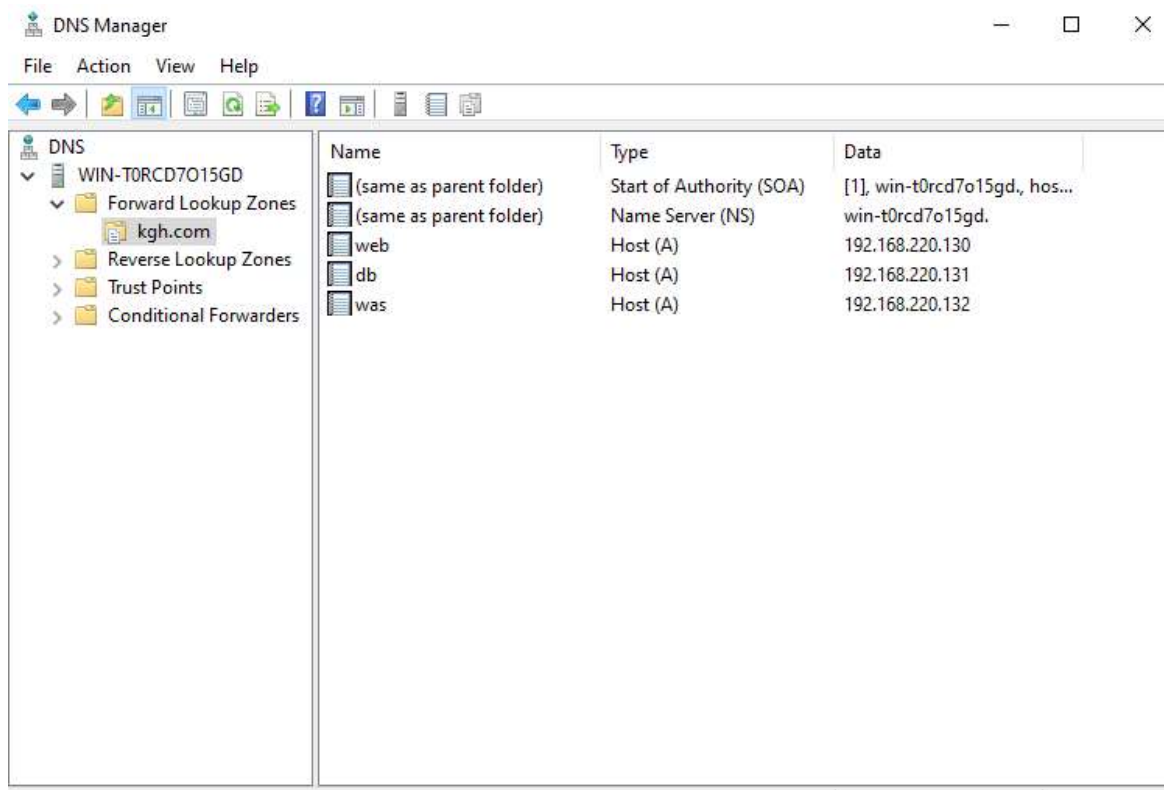 DNS Manager
File Action View Help
DNS
WIN-T0RCD7O15GD
Forward Lookup Zones
kgh.com
Reverse Lookup Zones
Trust Points
Conditional Forwarders
Name Type Data
(same as parent folder) Start of Authority (SOA) [1], win-t0rcd7o15gd., hos...
(same as parent folder) Name Server (NS) win-t0rcd7o15gd.
web Host (A) 192.168.220.130
db Host (A) 192.168.220.131
was Host (A) 192.168.220.132